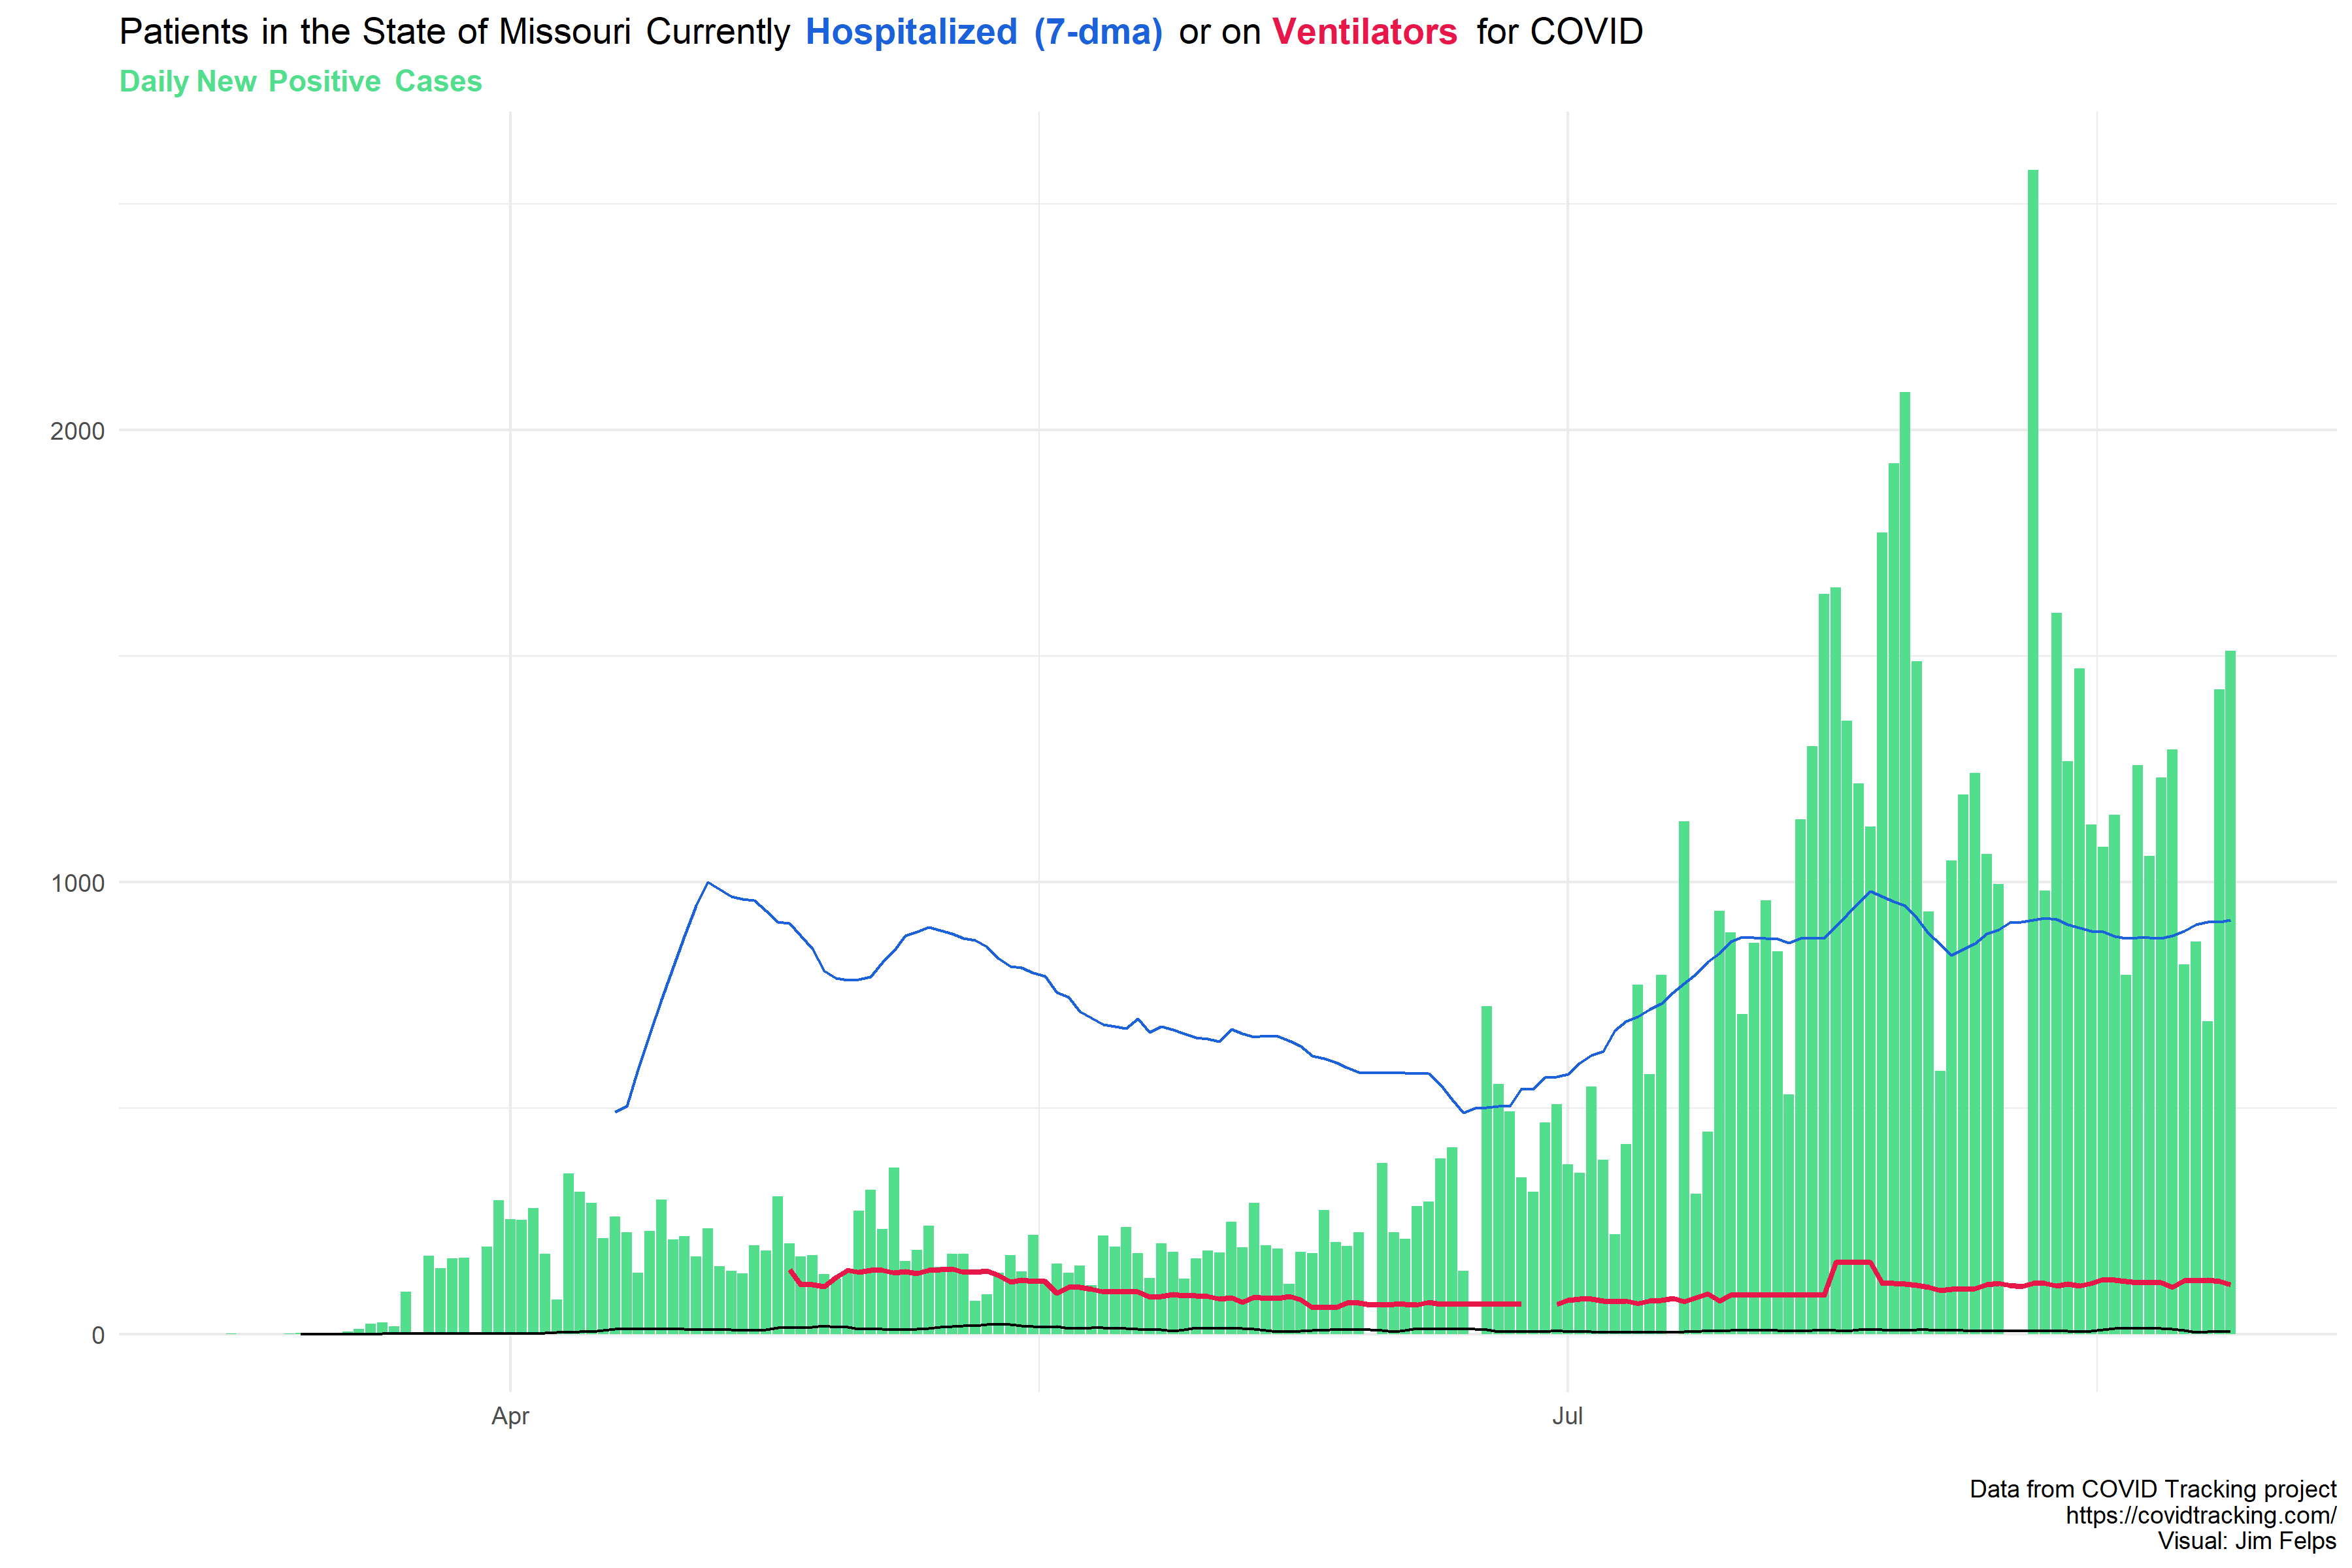 Patients in the State of Missouri Currently Hospitalized (7-dma) or on Ventilators for COVID
Daily New Positive Cases
2000
1000
0
Apr
Jul
Data from COVID Tracking project
https://covidtracking.com/
Visual: Jim Felps